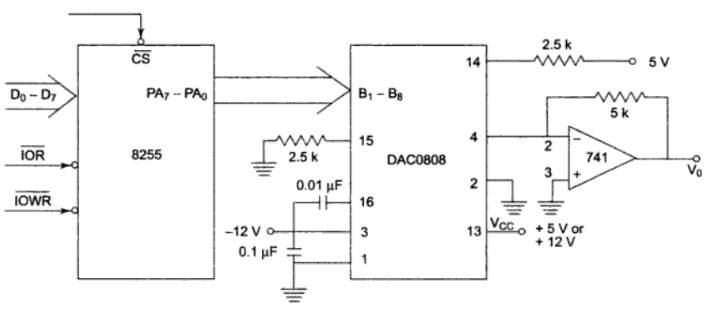 CS
D0 – D7
IOR
IOWR
8255
PA7 – PA0
B1 – B8
15
2.5 k
0.01 μF
16
–12 V
3
0.1 μF
1
DAC0808
14
2.5 k
5 V
4
5 k
2
–
741
3
+
V0
2
13
VCC
+ 5 V or
+ 12 V